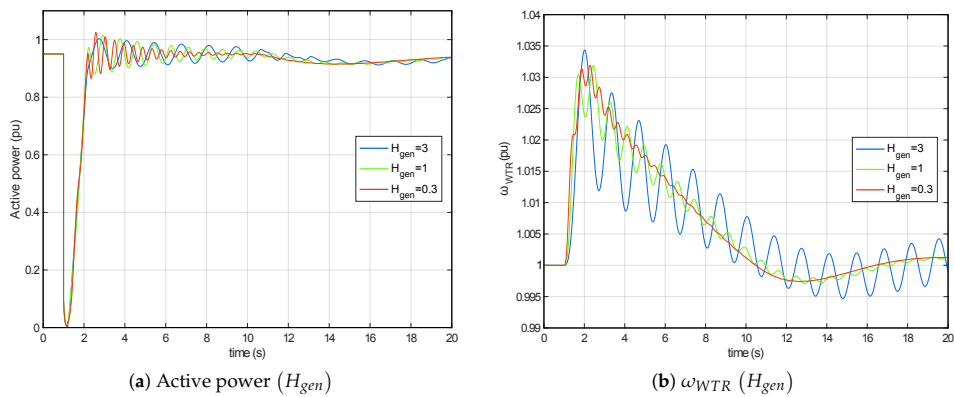 1
0.8
0.6
0.4
0.2
0
Active power (pu)
H_gen=3
H_gen=1
H_gen=0.3
0 2 4 6 8 10 12 14 16 18 20
time (s)
(a) Active power (H_gen)
1.04
1.035
1.03
1.025
1.02
1.015
1.01
1.005
1
0.995
0.99
ω_WTR (pu)
H_gen=3
H_gen=1
H_gen=0.3
0 2 4 6 8 10 12 14 16 18 20
time (s)
(b) ω_WTR (H_gen)